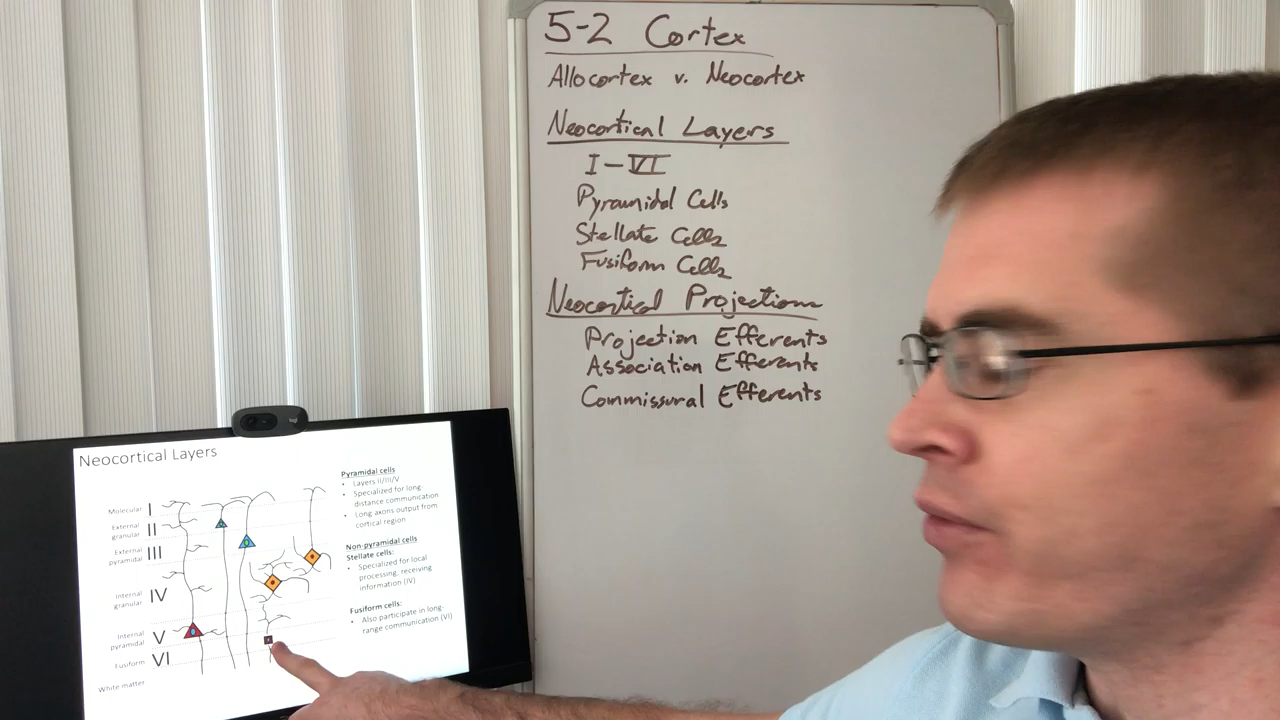 5-2 Cortex
Allocortex v. Neocortex
Neocortical Layers
I-VI
Pyramidal Cells
Stellate Cells
Fusiform Cells
Neocortical Projections
Projection Efferents
Association Efferents
Commissural Efferents
logi
Neocortical Layers
Molecular I
External
granular II
External
pyramidal III
Internal
granular IV
Internal
pyramidal V
Fusiform VI
White matter
Pyramidal cells
• Layers II/III/V
• Specialized for long-
distance communication
• Long axons output from
cortical region
Non-pyramidal cells
Stellate cells:
• Specialized for local
processing, receiving
information (IV)
Fusiform cells:
• Also participate in long-
range communication (VI)